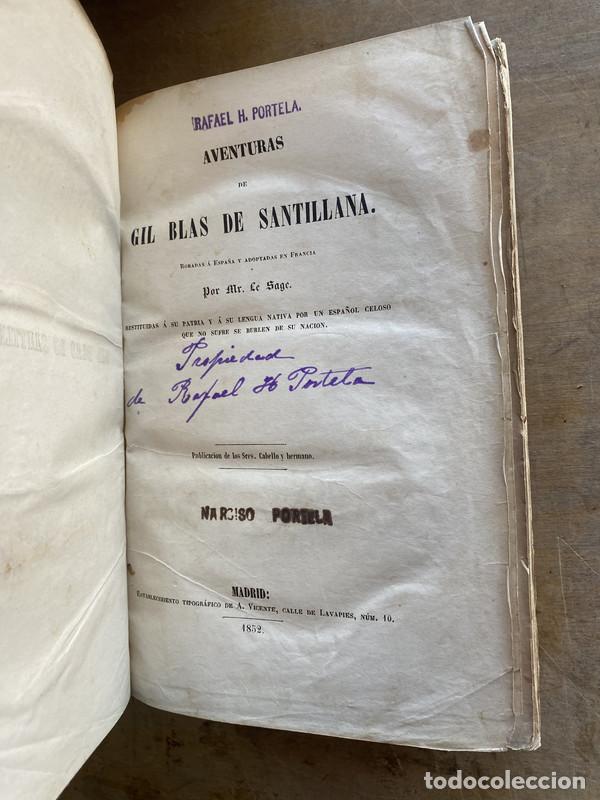 RAFAEL H. PORTELA.
AVENTURAS
DE
GIL BLAS DE SANTILLANA.
ROBADAS Á ESPAÑA Y ADOPTADAS EN FRANCIA
Por Mr. Le Sage.
RESTITUIDAS Á SU PATRIA Y Á SU LENGUA NATIVA POR UN ESPAÑOL CELOSO
QUE NO SUFRE SE BURLEN DE SU NACION.
Propiedad
de Rafael H Portela
Publicacion de los Sres. Cabello y hermano.
NARCISO PORTELA
MADRID:
ESTABLECIMIENTO TIPOGRÁFICO DE A. VICENTE, CALLE DE LAVAPIES, NÚM. 10.
1852.
todocoleccion